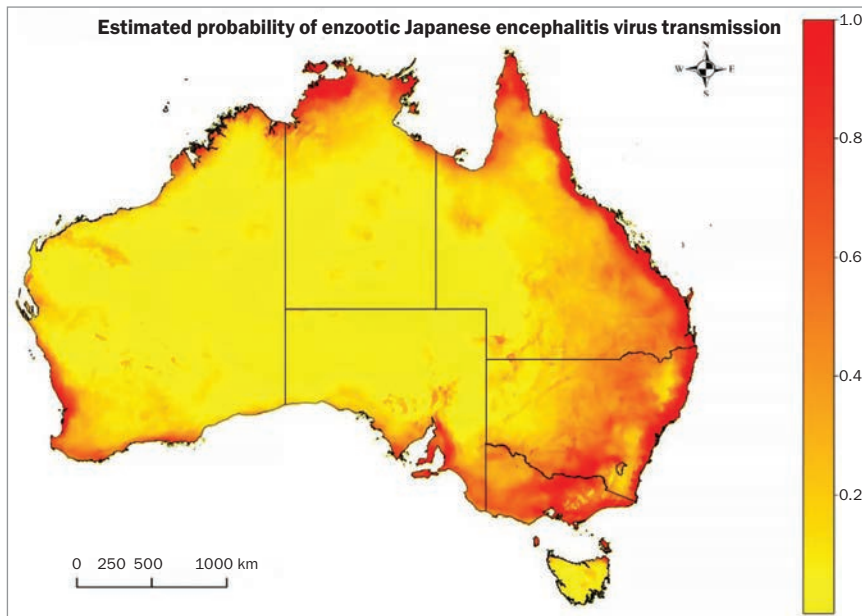 Estimated probability of enzootic Japanese encephalitis virus transmission
N
W E
S
1.0
0.8
0.6
0.4
0.2
0 250 500 1000 km